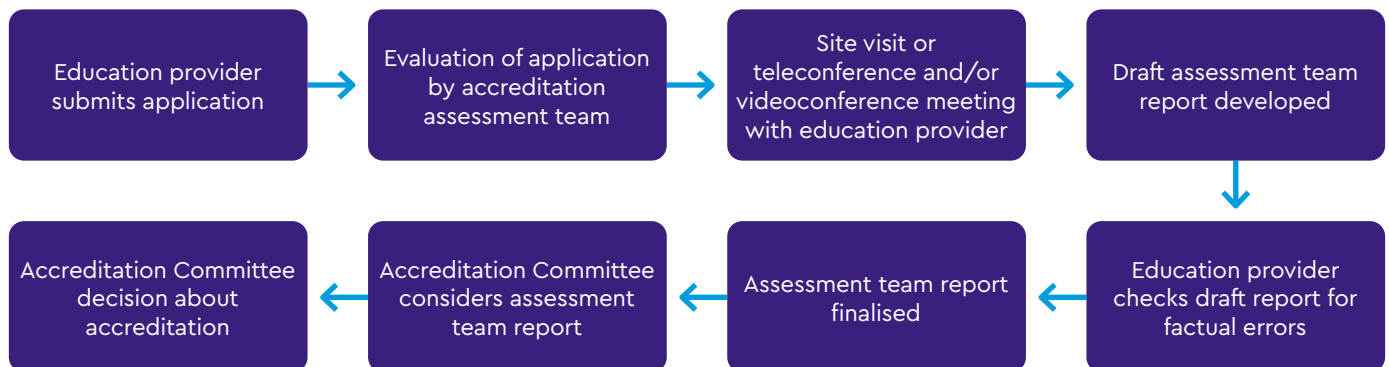 Education provider
submits application
Evaluation of application
by accreditation
assessment team
Site visit or
teleconference and/or
videoconference meeting
with education provider
Draft assessment team
report developed
Education provider
checks draft report for
factual errors
Assessment team report
finalised
Accreditation Committee
considers assessment
team report
Accreditation Committee
decision about
accreditation